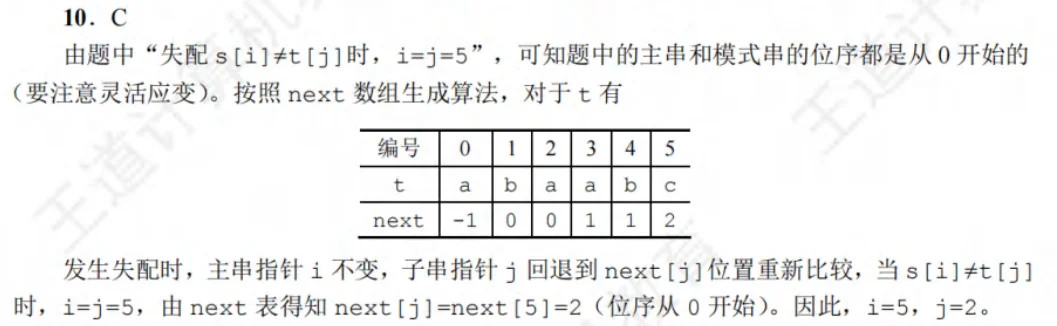 10．C
由题中“失配 s[i]≠t[j]时，i=j=5”，可知题中的主串和模式串的位序都是从 0 开始的
（要注意灵活应变）。按照 next 数组生成算法，对于 t 有
编号 0 1 2 3 4 5
t a b a a b c
next -1 0 0 1 1 2
发生失配时，主串指针 i 不变，子串指针 j 回退到 next[j]位置重新比较，当 s[i]≠t[j]
时，i=j=5，由 next 表得知 next[j]=next[5]=2（位序从 0 开始）。因此，i=5，j=2。